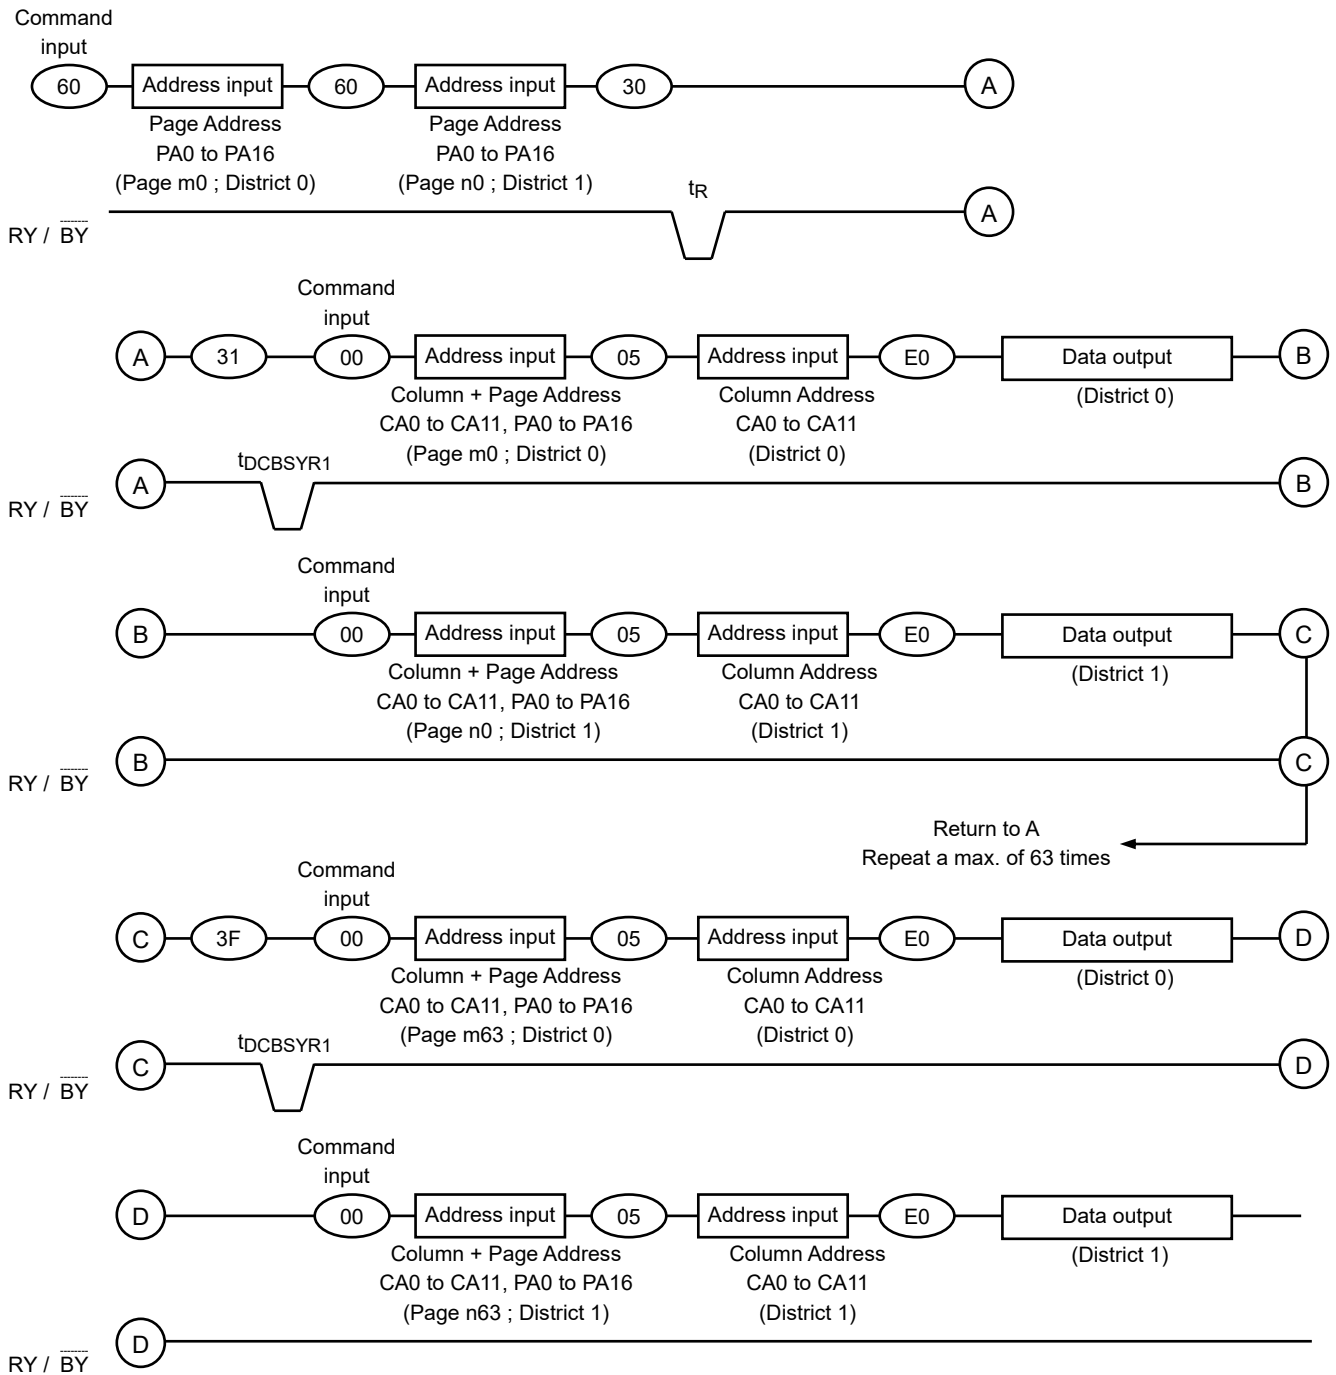 Command
input
60 Address input 60 Address input 30 A
Page Address Page Address
PA0 to PA16 PA0 to PA16
(Page m0 ; District 0) (Page n0 ; District 1)
tR
A
RY / BY
Command
input
A 31 00 Address input 05 Address input E0 Data output B
Column + Page Address Column Address (District 0)
CA0 to CA11, PA0 to PA16 CA0 to CA11
(Page m0 ; District 0) (District 0)
tDCBSYR1
A B
RY / BY
Command
input
B 00 Address input 05 Address input E0 Data output C
Column + Page Address Column Address (District 1)
CA0 to CA11, PA0 to PA16 CA0 to CA11
(Page n0 ; District 1) (District 1)
B C
RY / BY
Return to A
Repeat a max. of 63 times
Command
input
C 3F 00 Address input 05 Address input E0 Data output D
Column + Page Address Column Address (District 0)
CA0 to CA11, PA0 to PA16 CA0 to CA11
(Page m63 ; District 0) (District 0)
tDCBSYR1
C D
RY / BY
Command
input
D 00 Address input 05 Address input E0 Data output
Column + Page Address Column Address (District 1)
CA0 to CA11, PA0 to PA16 CA0 to CA11
(Page n63 ; District 1) (District 1)
D
RY / BY